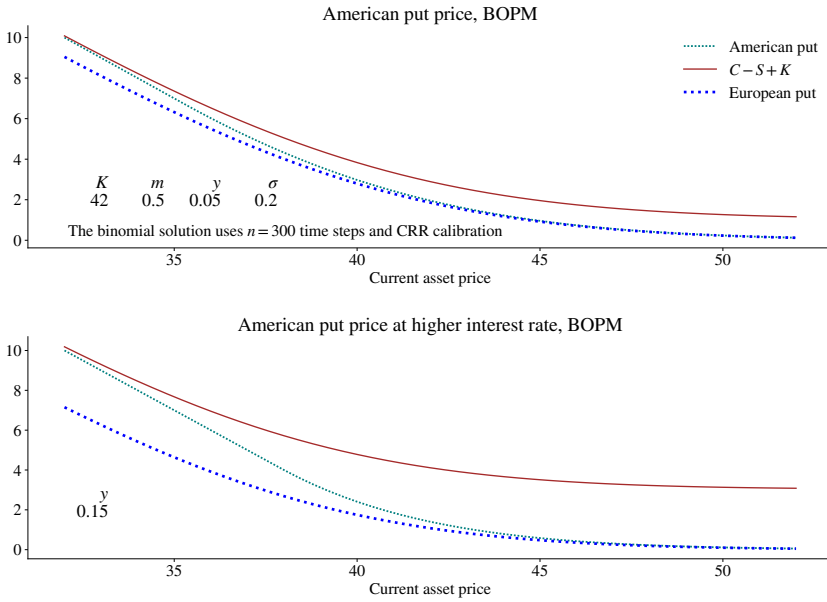 American put price, BOPM
10
8
6
4
2
0
American put
C − S + K
European put
K m y σ
42 0.5 0.05 0.2
The binomial solution uses n = 300 time steps and CRR calibration
35 40 45 50
Current asset price
American put price at higher interest rate, BOPM
10
8
6
4
2
0
y
0.15
35 40 45 50
Current asset price